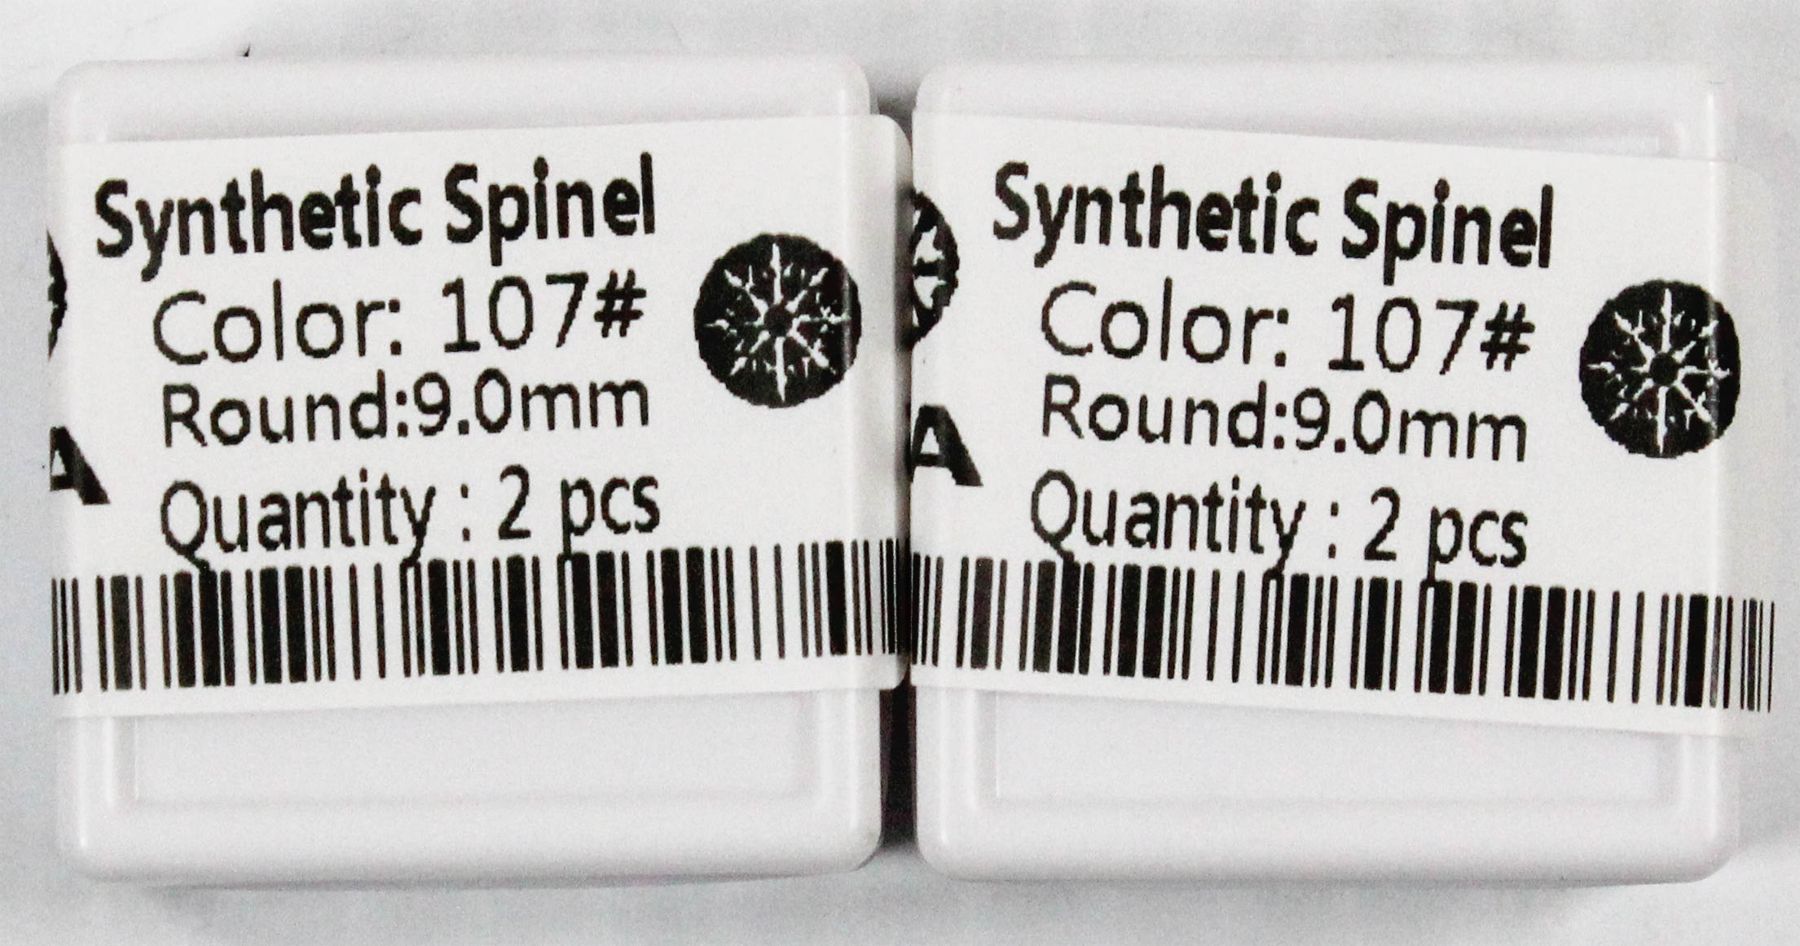 Synthetic Spinel
Color: 107#
Round:9.0mm
A
Quantity : 2 pcs
Synthetic Spinel
Color: 107#
Round:9.0mm
A
Quantity : 2 pcs